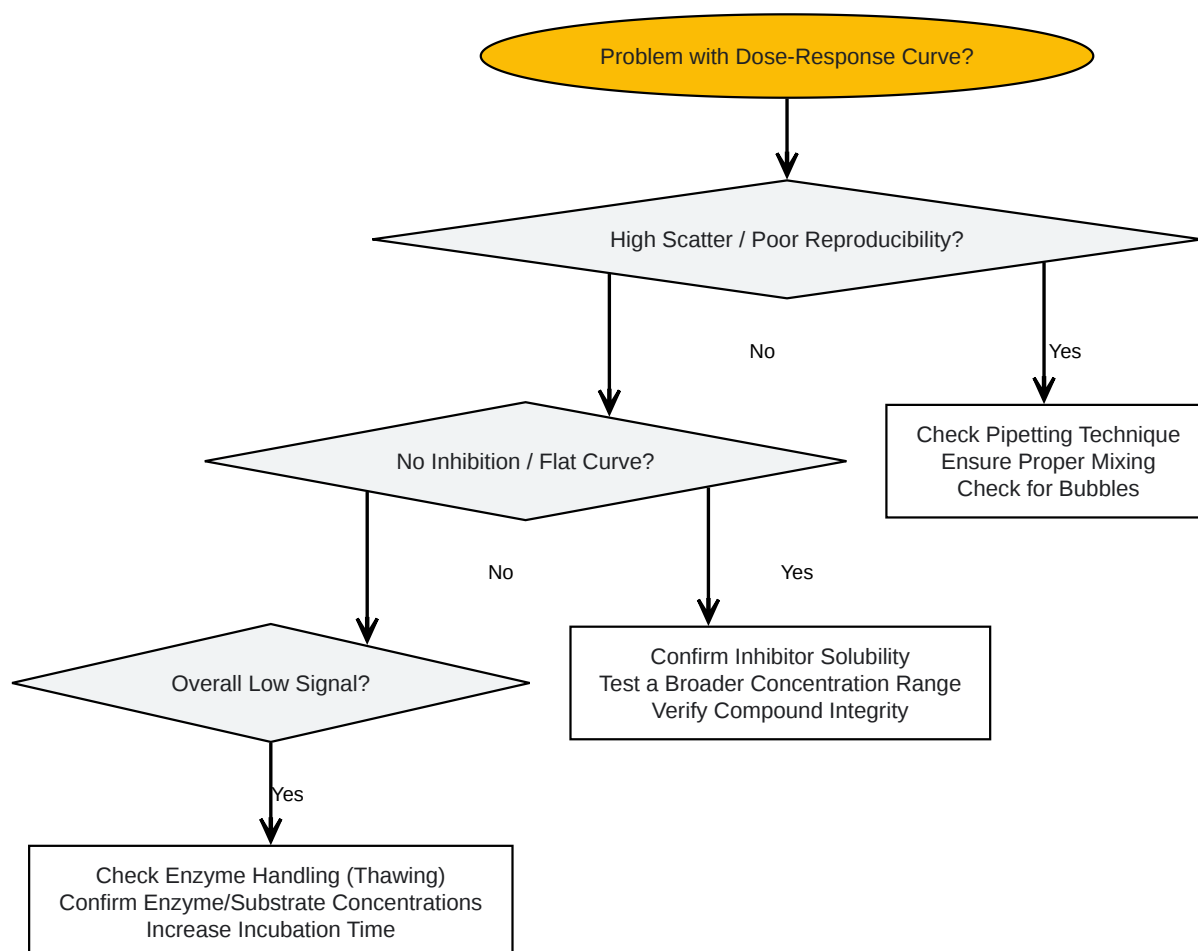 Problem with Dose-Response Curve?
High Scatter / Poor Reproducibility?
No
Yes
Check Pipetting Technique
Ensure Proper Mixing
Check for Bubbles
No Inhibition / Flat Curve?
No
Yes
Confirm Inhibitor Solubility
Test a Broader Concentration Range
Verify Compound Integrity
Overall Low Signal?
Yes
Check Enzyme Handling (Thawing)
Confirm Enzyme/Substrate Concentrations
Increase Incubation Time